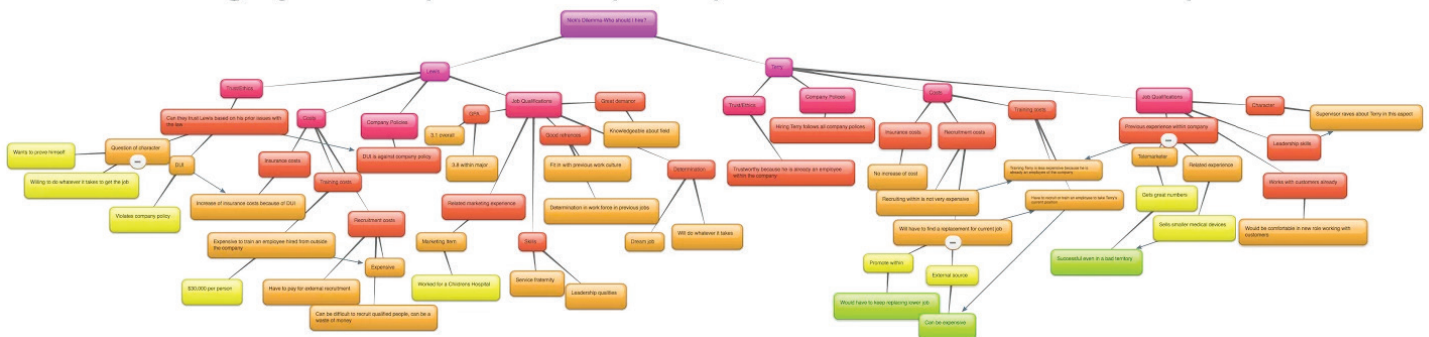 Nick's Dilemma-Who should I hire?
Lewis
Terry
Trust/Ethics
Can they trust Lewis based on his prior issues with
the law
Question of character
Wants to prove himself
Willing to do whatever it takes to get the job
DUI
Violates company policy
Costs
Insurance costs
Increase of insurance costs because of DUI
Training costs
Expensive to train an employee hired from outside
the company
$30,000 per person
Recruitment costs
Have to pay for external recruitment
Expensive
Can be difficult to recruit qualified people, can be a
waste of money
Company Policies
DUI is against company policy
Job Qualifications
GPA
3.1 overall
3.8 within major
Related marketing experience
Marketing Item
Worked for a Childrens Hospital
Good referrals
Fit in with previous work culture
Determination in work force in previous jobs
Skills
Service fraternity
Leadership qualities
Great demanor
Knowledgable about field
Determination
Dream job
Will do whatever it takes
Trust/Ethics
Trustworthy because he is already an employee
within the company
Company Policies
Hiring Terry follows all company polices
Costs
Insurance costs
No increase of cost
Recruitment costs
Recruiting within is not very expensive
Will have to find a replacement for current job
Promote within
Would have to keep replacing lower job
External source
Can be expensive
Training costs
Training Terry is less expensive because he is
already an employee of the company
Have to recruit or train an employee to take Terry's
current position
Job Qualifications
Previous experience within company
Telemarketer
Gets great numbers
Successful even in a bad territory
Related experience
Sells smaller medical devices
Works with customers already
Would be comfortable in new role working with
customers
Leadership skills
Character
Supervisor raves about Terry in this aspect